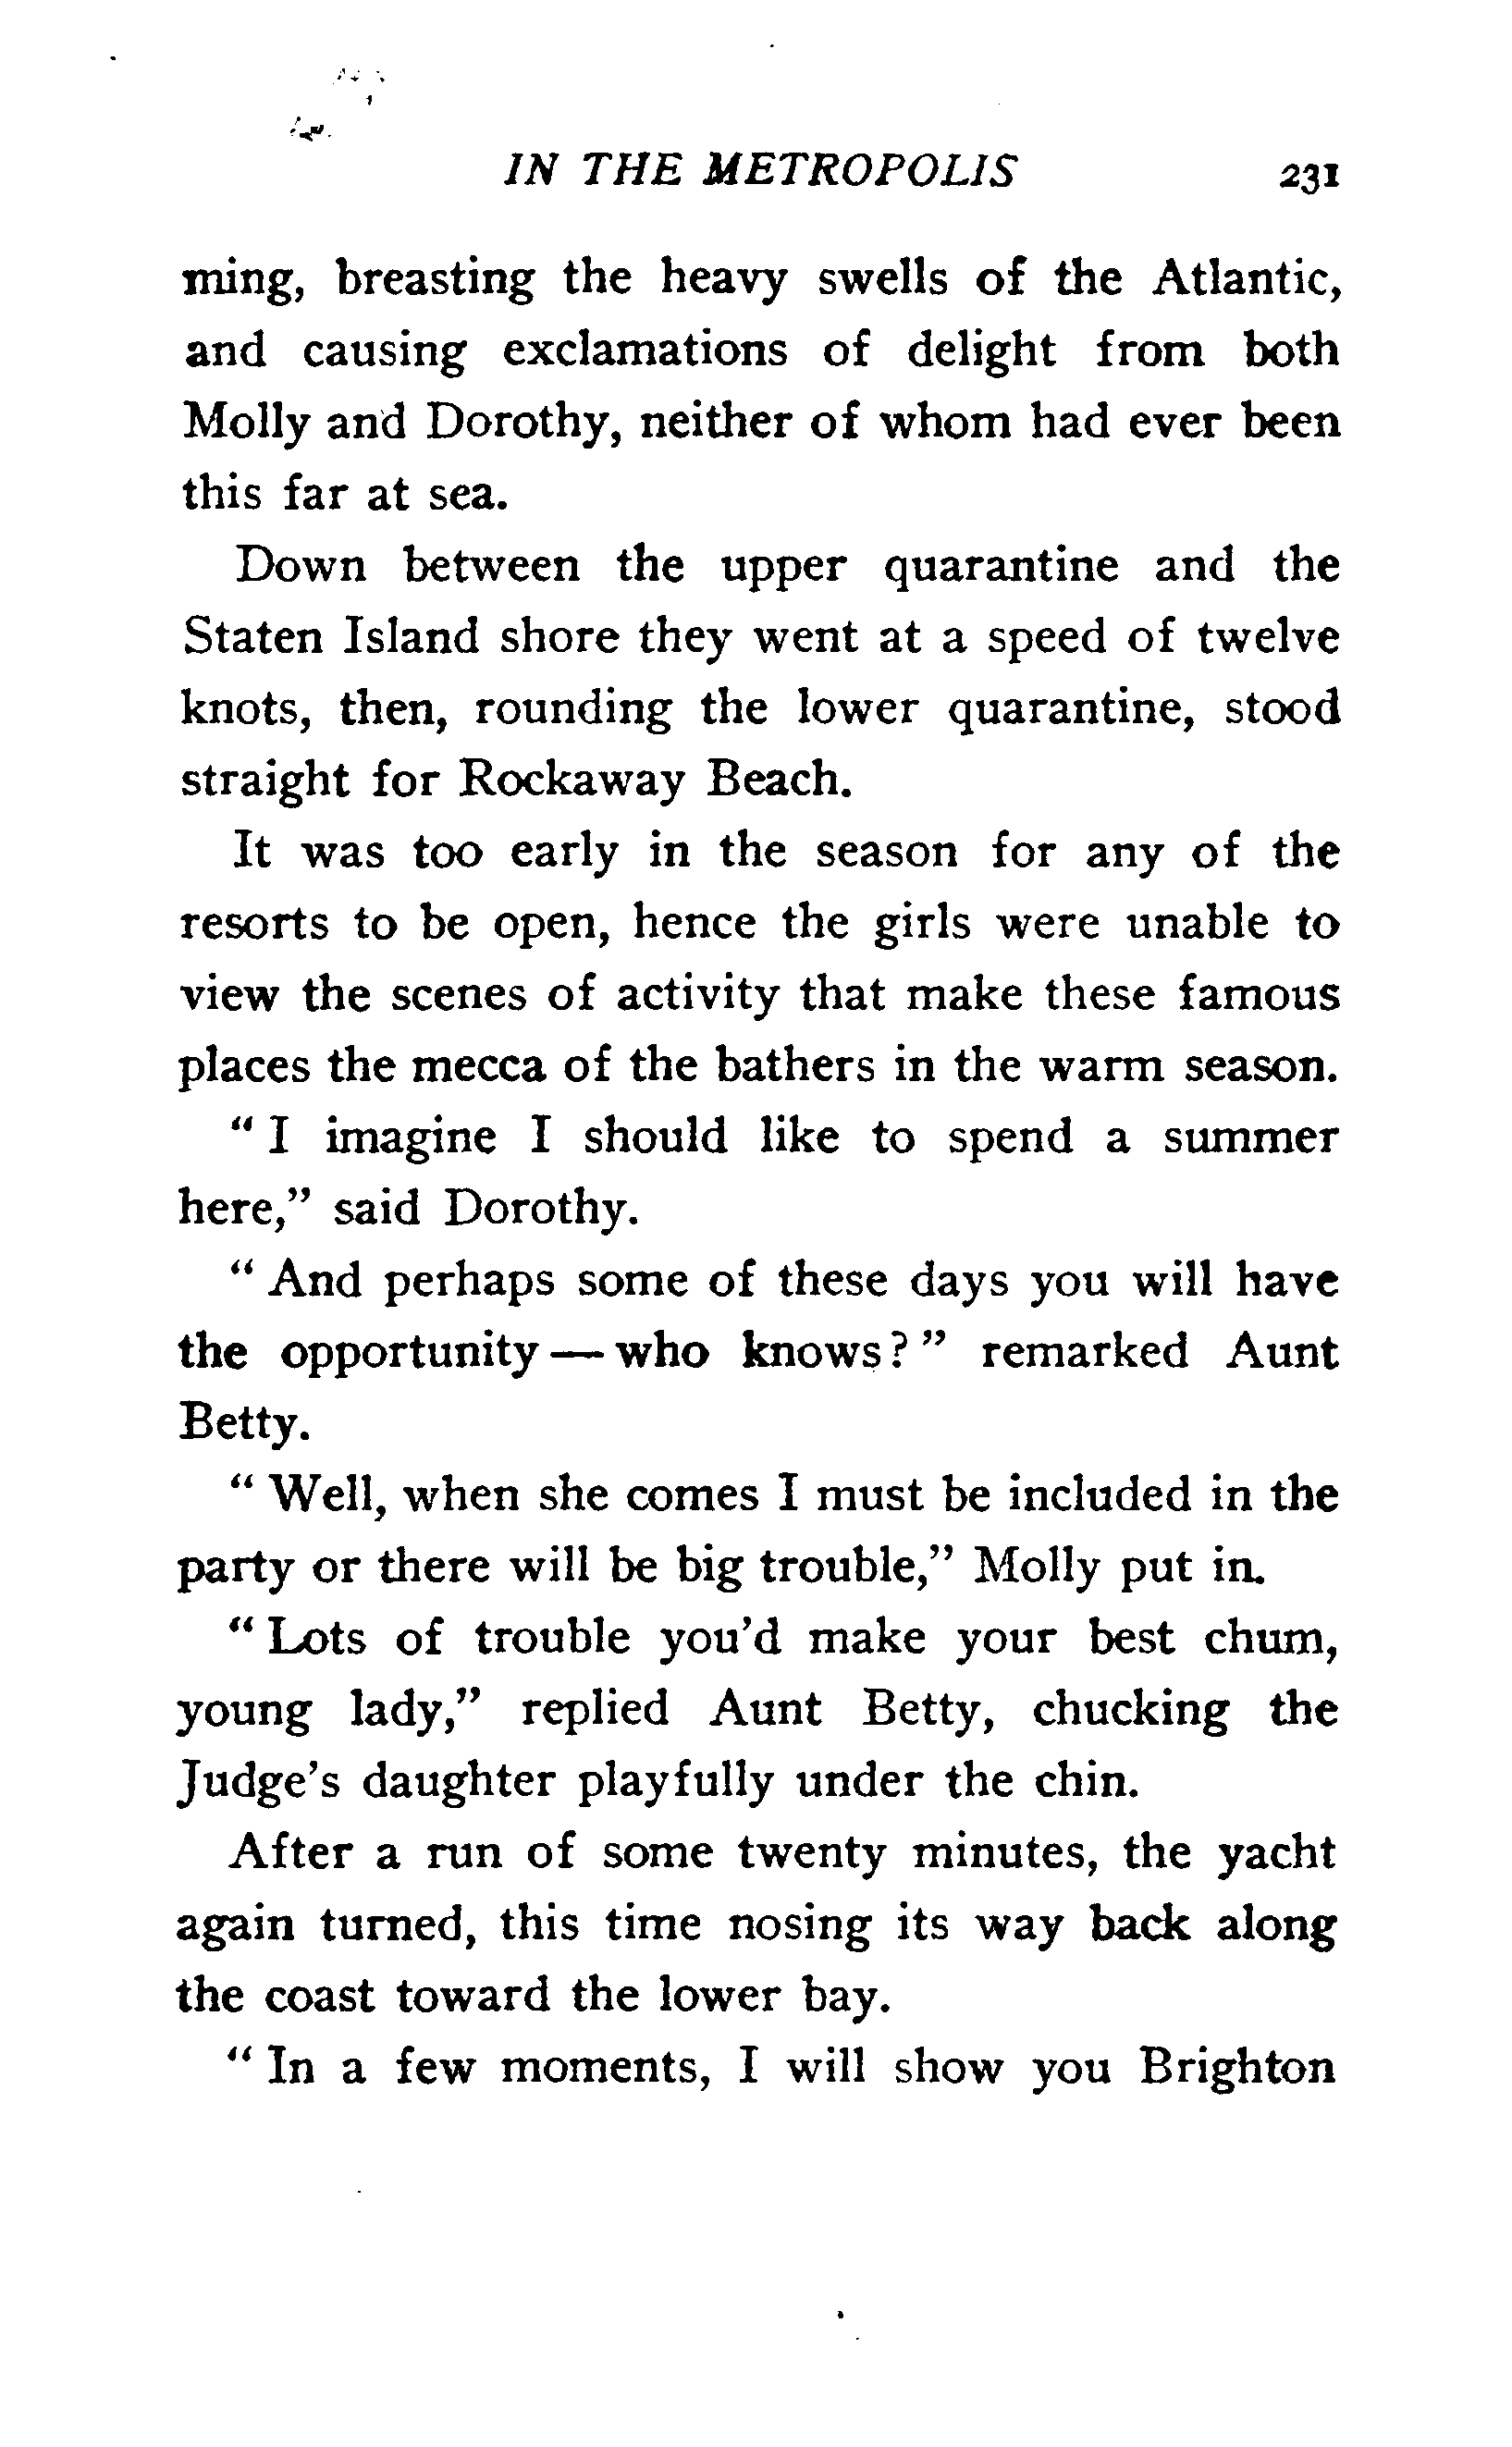 IN THE METROPOLIS 231
ming, breasting the heavy swells of the Atlantic,
and causing exclamations of delight from both
Molly and Dorothy, neither of whom had ever been
this far at sea.
Down between the upper quarantine and the
Staten Island shore they went at a speed of twelve
knots, then, rounding the lower quarantine, stood
straight for Rockaway Beach.
It was too early in the season for any of the
resorts to be open, hence the girls were unable to
view the scenes of activity that make these famous
places the mecca of the bathers in the warm season.
“ I imagine I should like to spend a summer
here,” said Dorothy.
“ And perhaps some of these days you will have
the opportunity — who knows? ” remarked Aunt
Betty.
“ Well, when she comes I must be included in the
party or there will be big trouble,” Molly put in.
“ Lots of trouble you'd make your best chum,
young lady,” replied Aunt Betty, chucking the
Judge's daughter playfully under the chin.
After a run of some twenty minutes, the yacht
again turned, this time nosing its way back along
the coast toward the lower bay.
“ In a few moments, I will show you Brighton